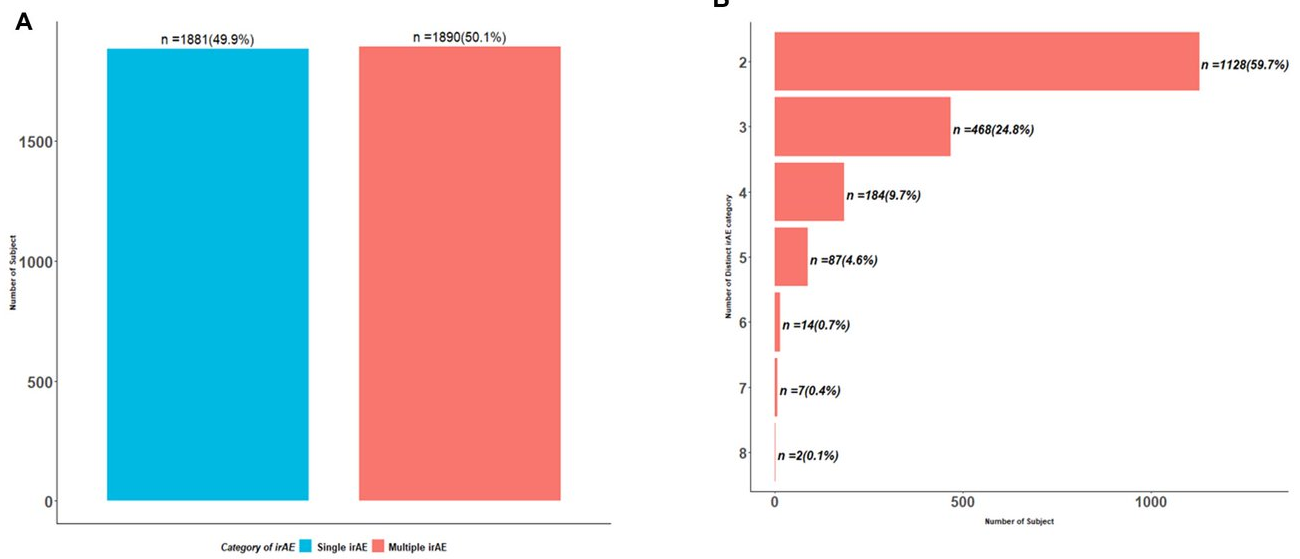 A
n =1881(49.9%)
n =1890(50.1%)
1500
1000
500
0
Number of Subject
Category of irAE Single irAE Multiple irAE
B
2
n =1128(59.7%)
3
n =468(24.8%)
4
n =184(9.7%)
5
n =87(4.6%)
6
n =14(0.7%)
7
n =7(0.4%)
8
n =2(0.1%)
Number of Distinct irAE category
0 500 1000
Number of Subject